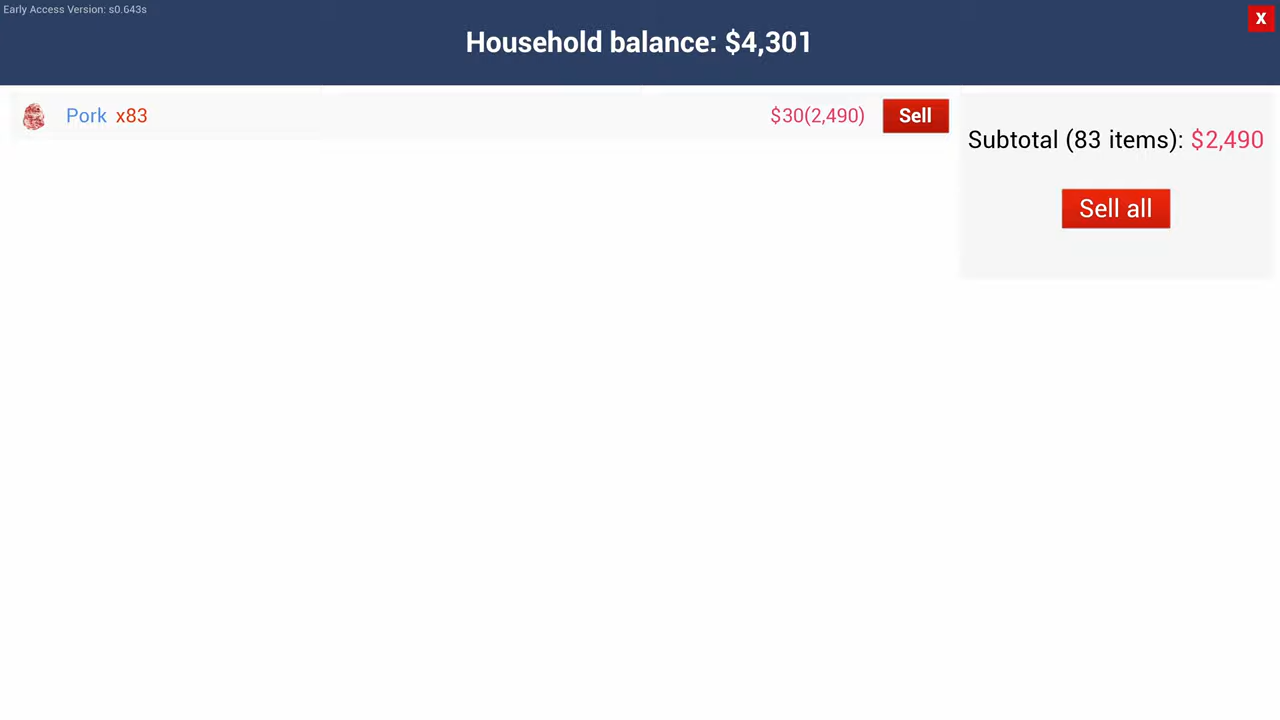 Early Access Version: s0.643s
X
Household balance: $4,301
Pork x83 $30(2,490) Sell
Subtotal (83 items): $2,490
Sell all